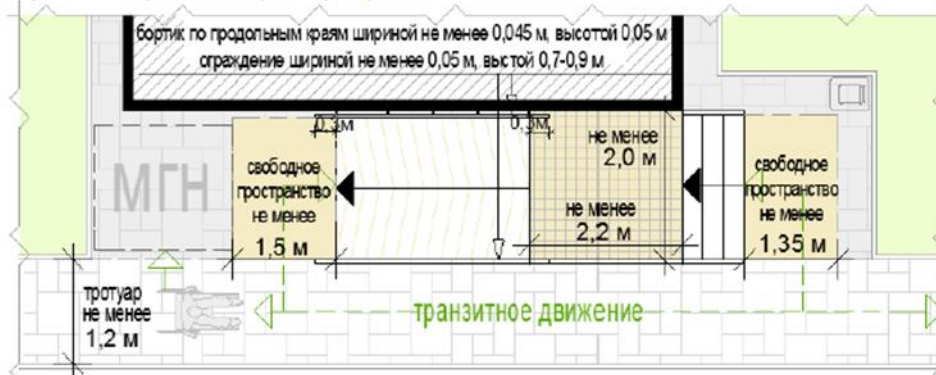 бортик по продольным краям шириной не менее 0,045 м, высотой 0,05 м
ограждение шириной не менее 0,05 м, выстой 0,7-0,9 м
0,3м
0,3м
МГН
свободное
пространство
не менее
1,5 м
не менее
2,0 м
не менее
2,2 м
свободное
пространство
не менее
1,35 м
тротуар
не менее
1,2 м
транзитное движение